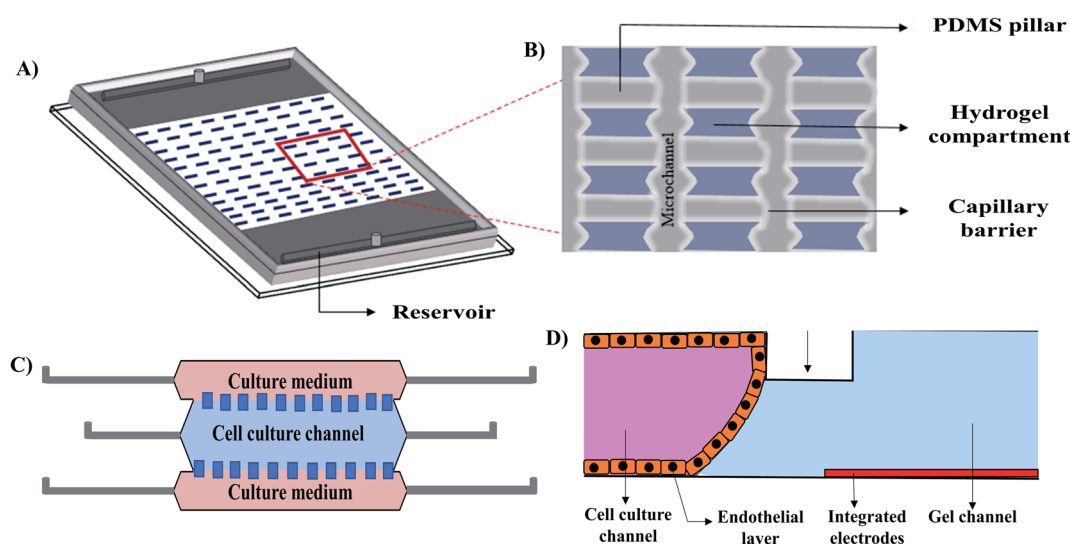 A)
B)
PDMS pillar
Hydrogel
compartment
Microchannel
Capillary
barrier
Reservoir
C)
Culture medium
Cell culture channel
Culture medium
D)
Cell culture
channel
Endothelial
layer
Integrated
electrodes
Gel channel